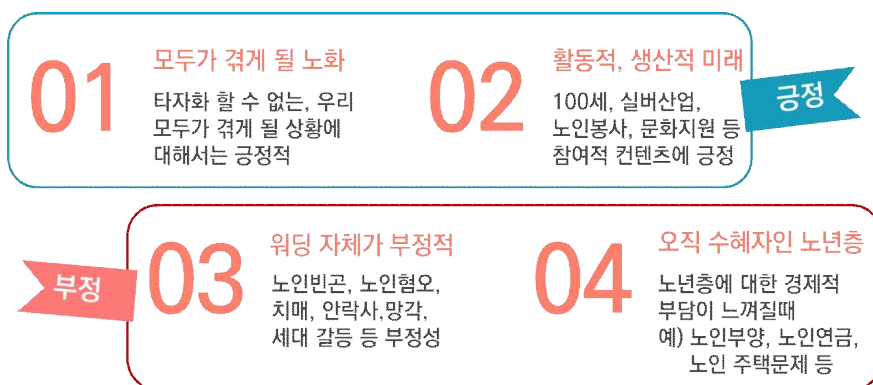 01
모두가 겪게 될 노화
타자화 할 수 없는, 우리
모두가 겪게 될 상황에
대해서는 긍정적
02
활동적, 생산적 미래
100세, 실버산업,
노인봉사, 문화지원 등
참여적 컨텐츠에 긍정
긍정
부정
03
워딩 자체가 부정적
노인빈곤, 노인혐오,
치매, 안락사,망각,
세대 갈등 등 부정성
04
오직 수혜자인 노년층
노년층에 대한 경제적
부담이 느껴질때
예) 노인부양, 노인연금,
노인 주택문제 등